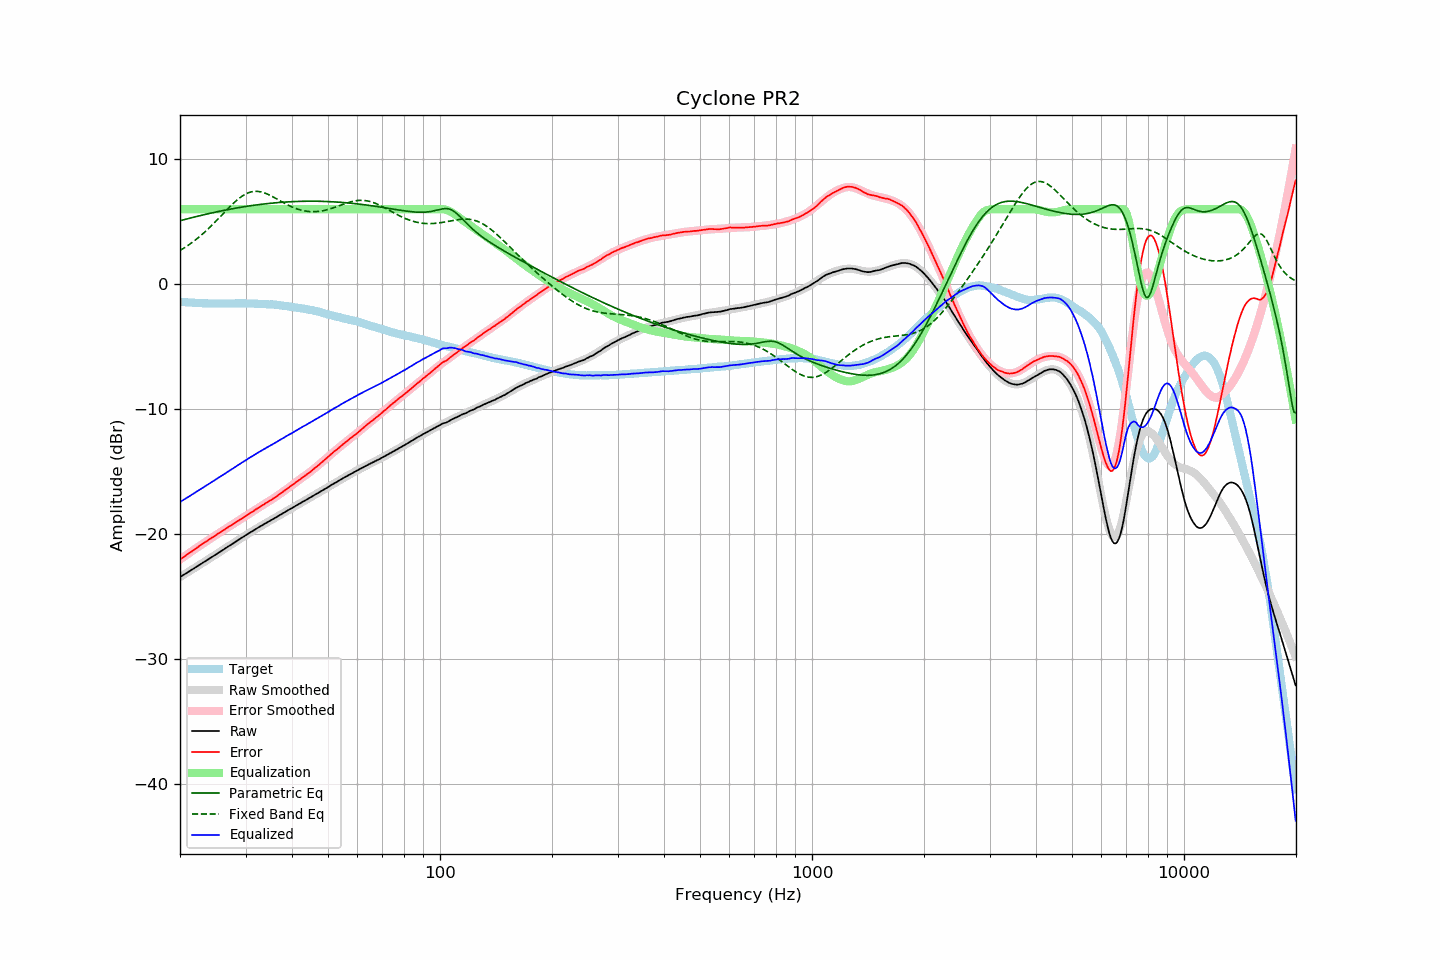 Cyclone PR2
10
0
−10
−20
−30
−40
Amplitude (dBr)
Target
Raw Smoothed
Error Smoothed
Raw
Error
Equalization
Parametric Eq
Fixed Band Eq
Equalized
100
1000
10000
Frequency (Hz)